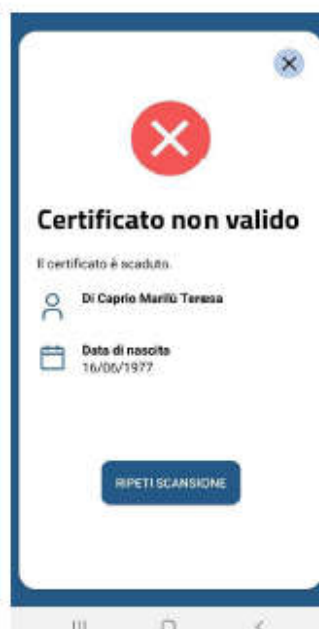 Certificato non valido
Il certificato è scaduto.
Di Caprio Marilù Teresa
Data di nascita
16/06/1977
RIPETI SCANSIONE